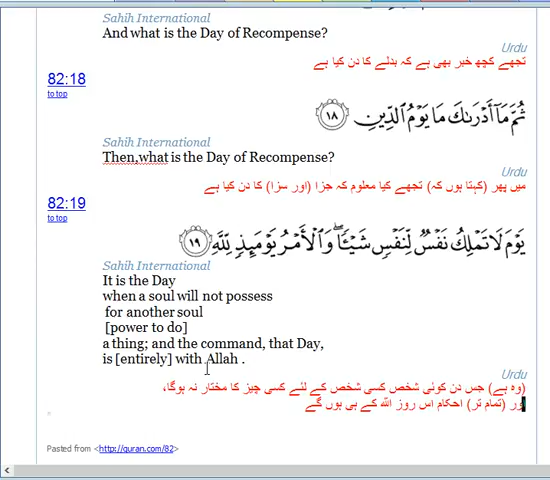 Sahih International
And what is the Day of Recompense?
Urdu
تجھے کچھ خبر بھی ہے کہ بدلے کا دن کیا ہے
82:18
to top
ثُمَّ مَآ أَدْرَىٰكَ مَا يَوْمُ ٱلدِّينِ ١٨
Sahih International
Then,what is the Day of Recompense?
Urdu
میں پھر (کہتا ہوں کہ) تجھے کیا معلوم کہ جزا (اور سزا) کا دن کیا ہے
82:19
to top
يَوْمَ لَا تَمْلِكُ نَفْسٌ لِّنَفْسٍ شَيْـًٔا ۖ وَٱلْأَمْرُ يَوْمَئِذٍ لِّلَّهِ ١٩
Sahih International
It is the Day
when a soul will not possess
for another soul
[power to do]
a thing; and the command, that Day,
is [entirely] with Allah .
(وہ ہے) جس دن کوئی شخص کسی شخص کے لئے کسی چیز کا مختار نہ ہوگا،
ور (تمام تر) احکام اس روز اللہ کے ہی ہوں گے
Pasted from <http://quran.com/82>